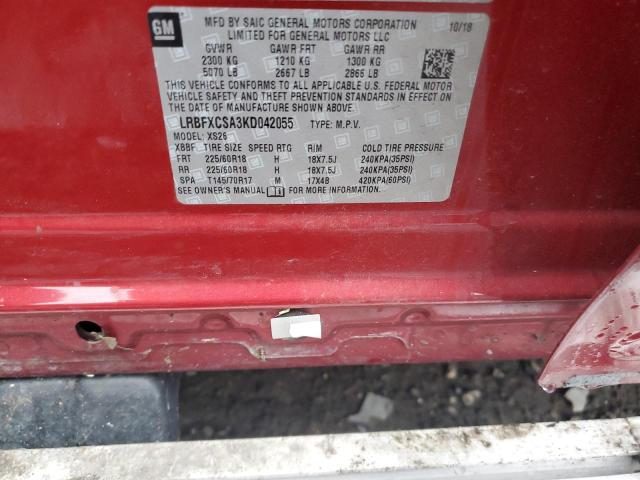 GM
MFD BY SAIC GENERAL MOTORS CORPORATION 10/18
LIMITED FOR GENERAL MOTORS LLC
GVWR GAWR FRT GAWR RR
2300 KG 1210 KG 1300 KG
5070 LB 2667 LB 2866 LB
THIS VEHICLE CONFORMS TO ALL APPLICABLE U.S. FEDERAL MOTOR
VEHICLE SAFETY AND THEFT PREVENTION STANDARDS IN EFFECT ON
THE DATE OF MANUFACTURE SHOWN ABOVE.
LRBFXCSA3KD042055 TYPE: M.P.V.
MODEL: XS26
XBBF TIRE SIZE SPEED RTG RIM COLD TIRE PRESSURE
FRT 225/60R18 H 18X7.5J 240KPA(35PSI)
RR 225/60R18 H 18X7.5J 240KPA(35PSI)
SPA T145/70R17 M 17X4B 420KPA(60PSI)
SEE OWNER'S MANUAL FOR MORE INFORMATION.